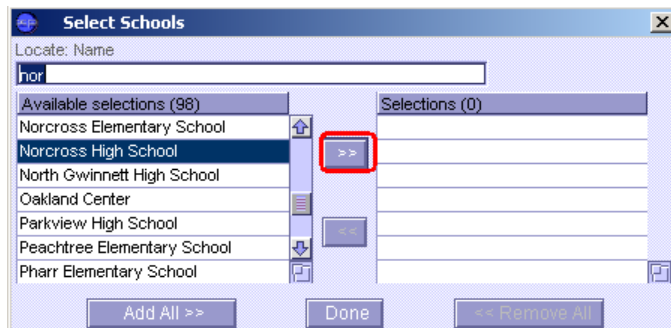 Select Schools
Locate: Name
nor
Available selections (98)
Selections (0)
Norcross Elementary School
Norcross High School
>>
North Gwinnett High School
Oakland Center
Parkview High School
<<
Peachtree Elementary School
Pharr Elementary School
Add All >>
Done
<< Remove All